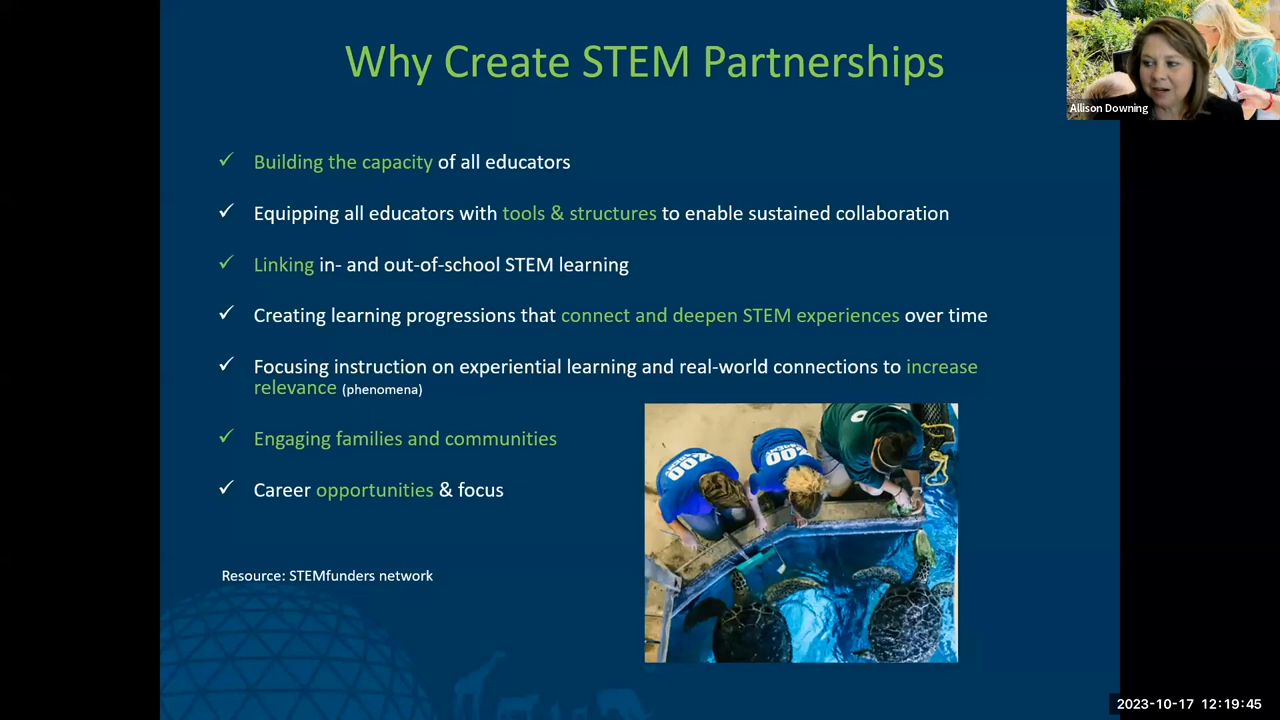 Why Create STEM Partnerships
Allison Downing
✓ Building the capacity of all educators
✓ Equipping all educators with tools & structures to enable sustained collaboration
✓ Linking in- and out-of-school STEM learning
✓ Creating learning progressions that connect and deepen STEM experiences over time
✓ Focusing instruction on experiential learning and real-world connections to increase
relevance (phenomena)
✓ Engaging families and communities
✓ Career opportunities & focus
ZOO
ZOO
Resource: STEMfunders network
2023-10-17 12:19:45